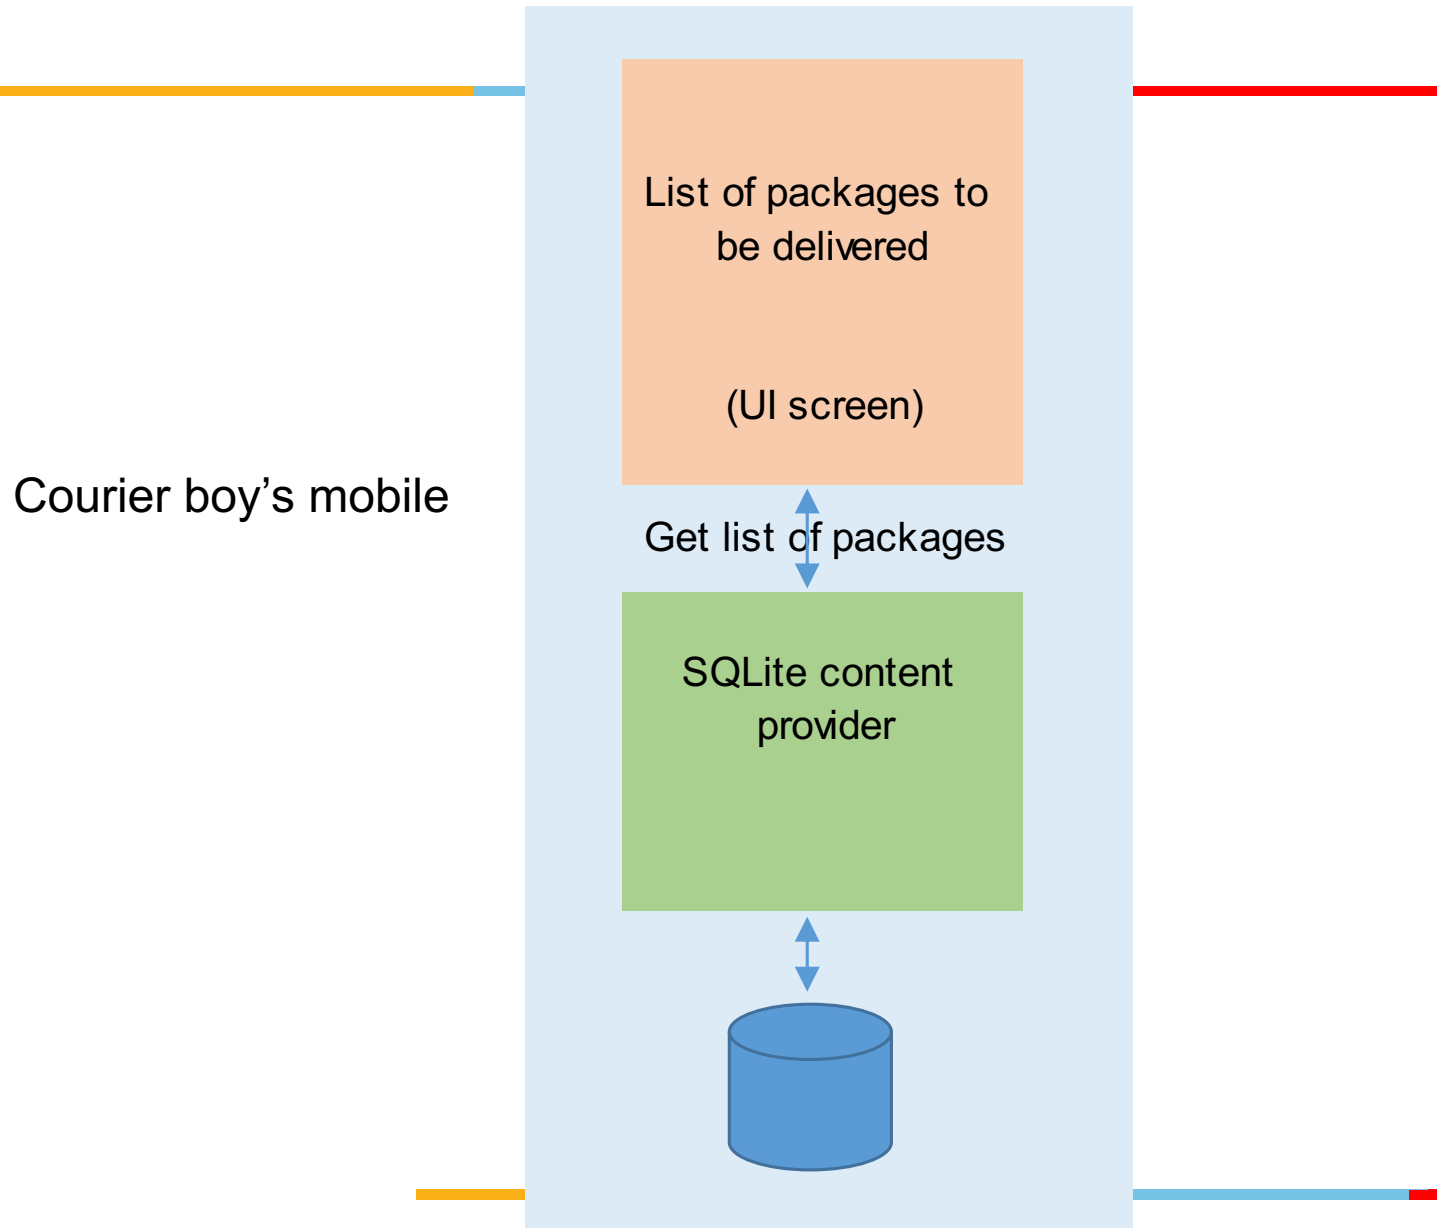 List of packages to
be delivered
(UI screen)
Courier boy’s mobile
Get list of packages
SQLite content
provider